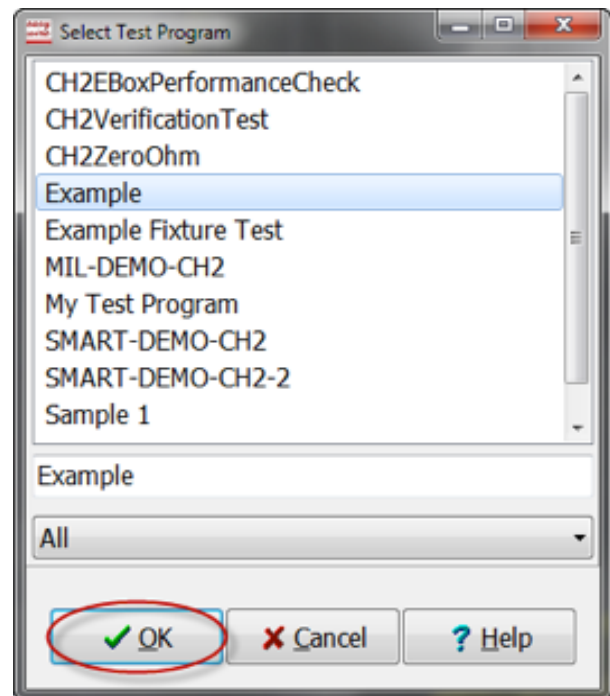 Select Test Program
CH2EBoxPerformanceCheck
CH2VerificationTest
CH2ZeroOhm
Example
Example Fixture Test
MIL-DEMO-CH2
My Test Program
SMART-DEMO-CH2
SMART-DEMO-CH2-2
Sample 1
Example
All
OK Cancel ? Help